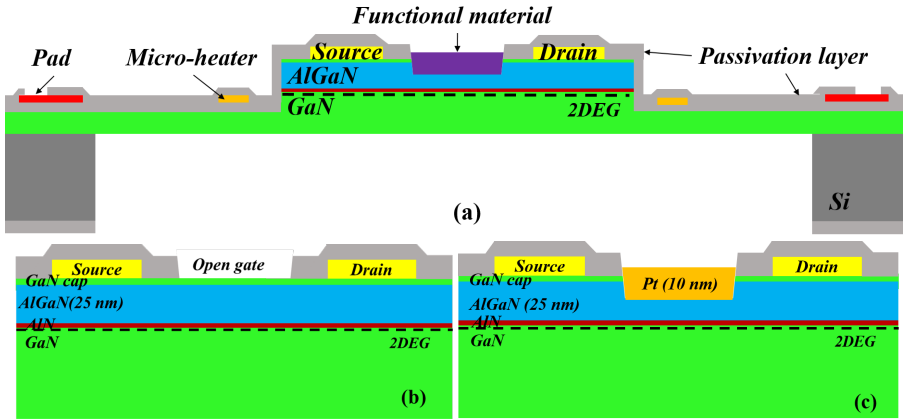 Functional material
Pad
Micro-heater
Source
Drain
Passivation layer
AlGaN
GaN
2DEG
Si
(a)
Source
Open gate
Drain
GaN cap
AlGaN(25 nm)
AlN
GaN
2DEG
(b)
Source
Pt (10 nm)
Drain
GaN cap
AlGaN (25 nm)
AlN
GaN
2DEG
(c)